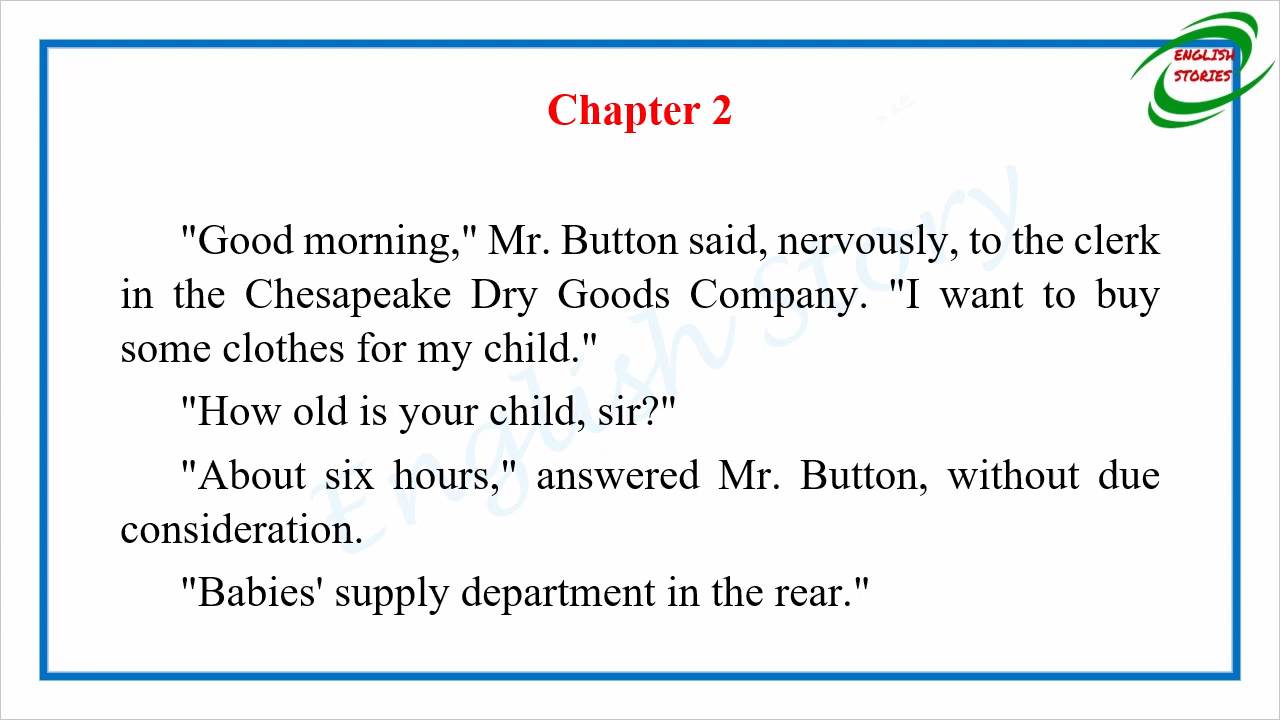 ENGLISH
STORIES
Chapter 2
"Good morning," Mr. Button said, nervously, to the clerk
in the Chesapeake Dry Goods Company. "I want to buy
some clothes for my child."
"How old is your child, sir?"
"About six hours," answered Mr. Button, without due
consideration.
"Babies' supply department in the rear."
English Story